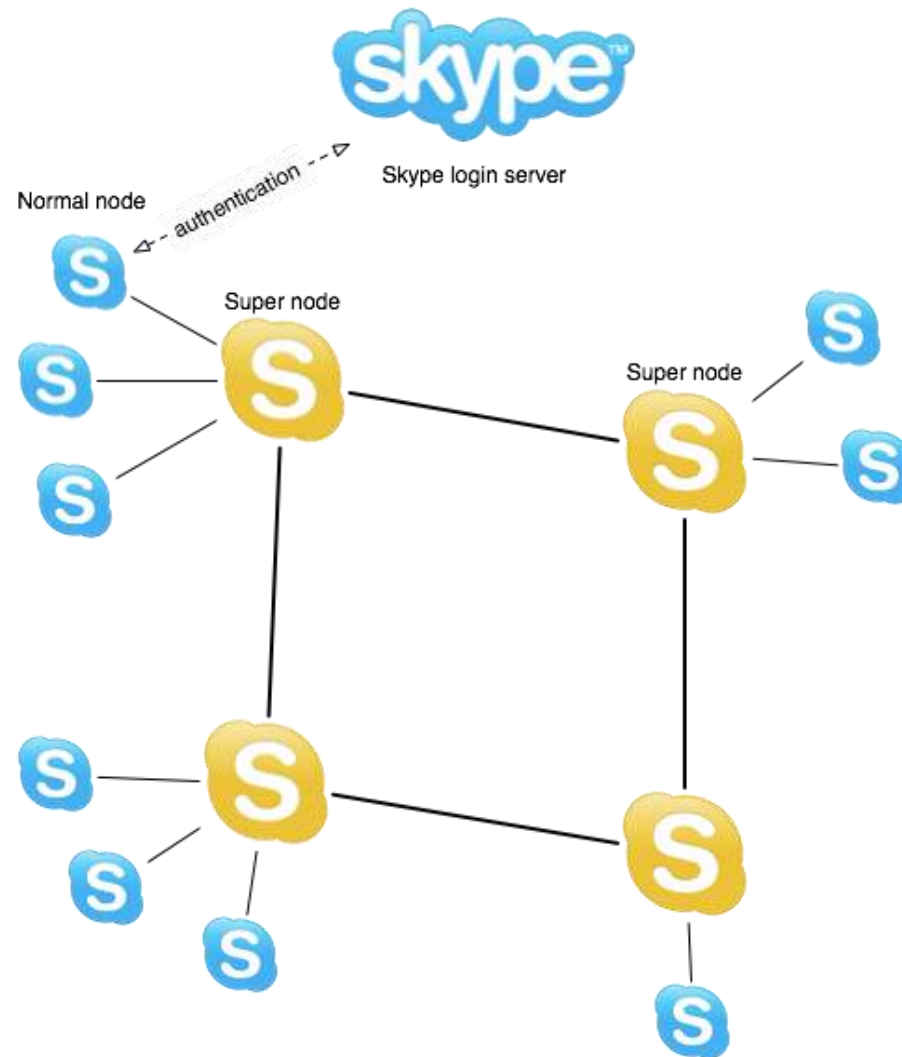 skype™
Skype login server
authentication
Normal node
S
Super node
S
S
Super node
S
S
S
S
S
S
S
S
S
S